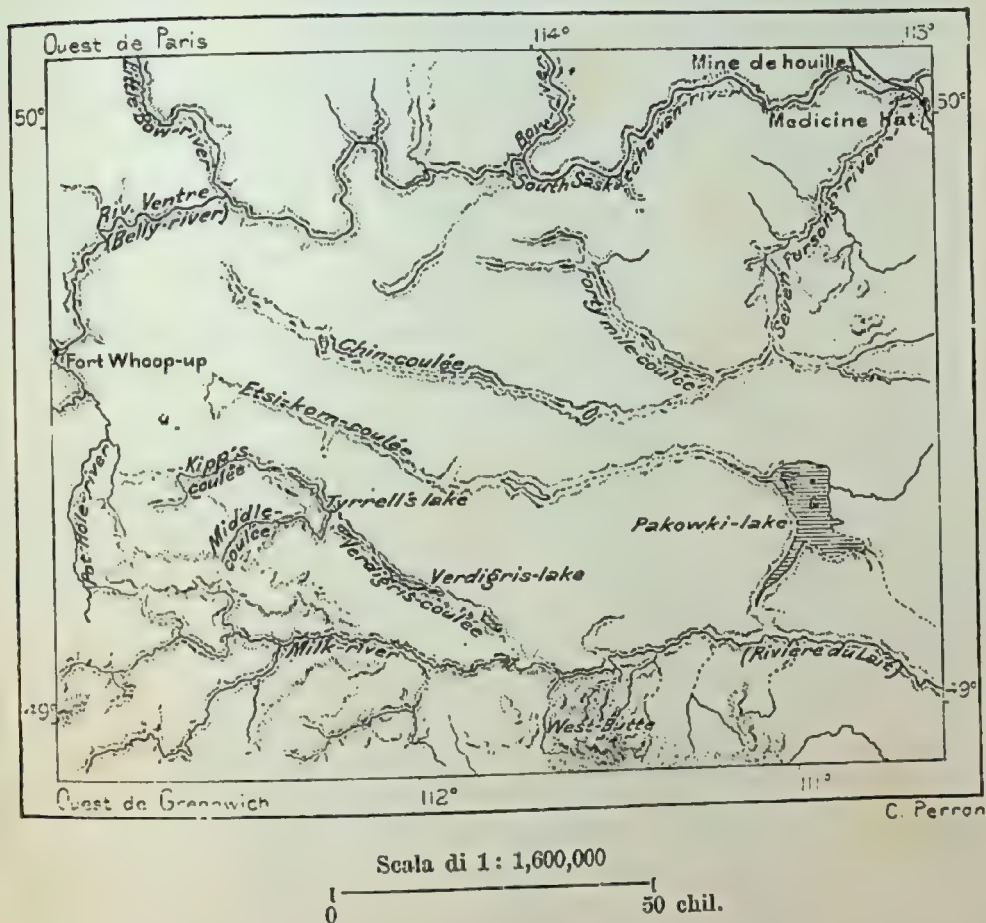 Ouest de Paris
114°
113°
Mine de houille
50°
50°
Bow-river
Bow-river
Medicine Hat
South Saskatchewan-river
Riv. Ventre
(Belly-river)
Seven Persons-river
Forty mile coulée
Chin-coulée
Fort Whoop-up
Etsi-kom-coulée
Kipp's
coulée
Pot-Hole-river
Tyrrell's lake
Middle-
coulée
Pakowki-lake
Verdigris-lake
Verdigris-coulée
Milk-river
(Rivière du Lait)
49°
49°
West-Butte
Ouest de Greenwich
112°
111°
C. Perron
Scala di 1: 1,600,000
0
50 chil.